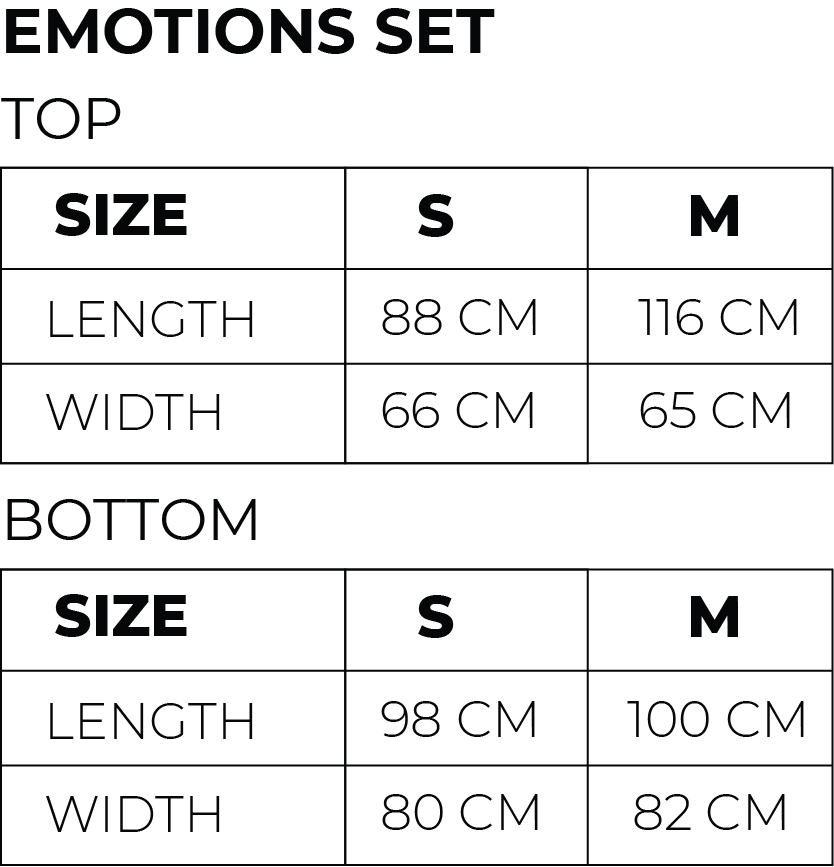 EMOTIONS SET
TOP
SIZE S M
LENGTH 88 CM 116 CM
WIDTH 66 CM 65 CM
BOTTOM
SIZE S M
LENGTH 98 CM 100 CM
WIDTH 80 CM 82 CM